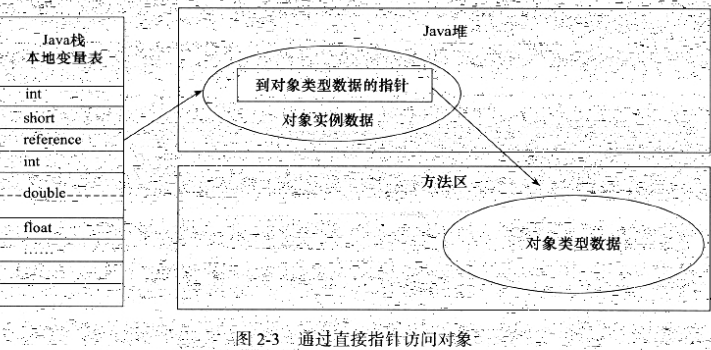 Java栈
本地变量表
int
short
reference
int
double
float
……
Java堆
到对象类型数据的指针
对象实例数据
方法区
对象类型数据
图 2-3 通过直接指针访问对象